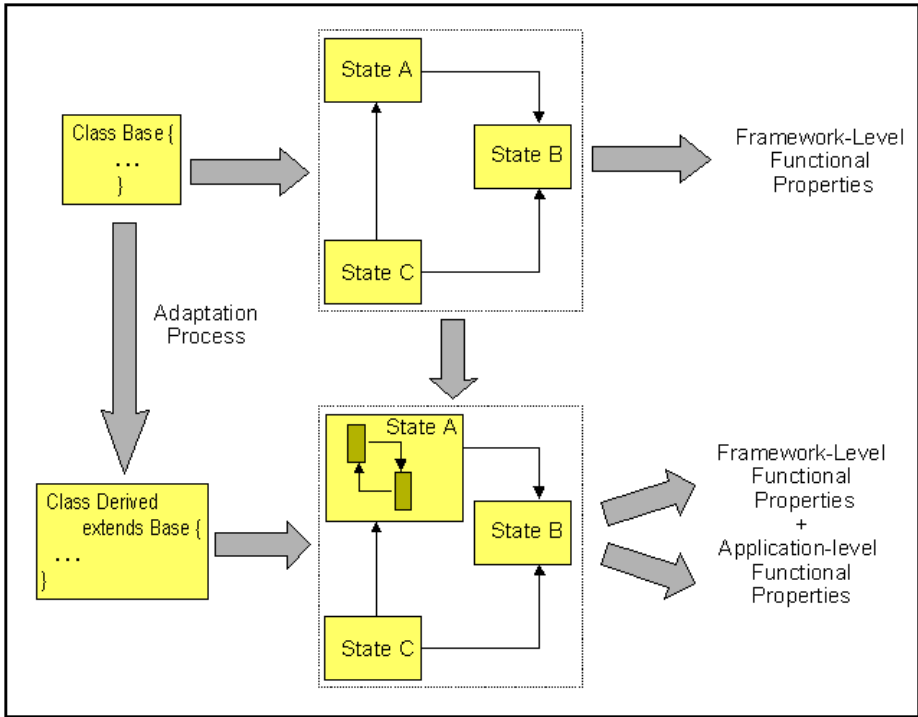 State A
Class Base {
...
}
State B
State C
Framework-Level
Functional
Properties
Adaptation
Process
State A
Class Derived
extends Base {
...
}
State B
State C
Framework-Level
Functional
Properties
+
Application-level
Functional
Properties